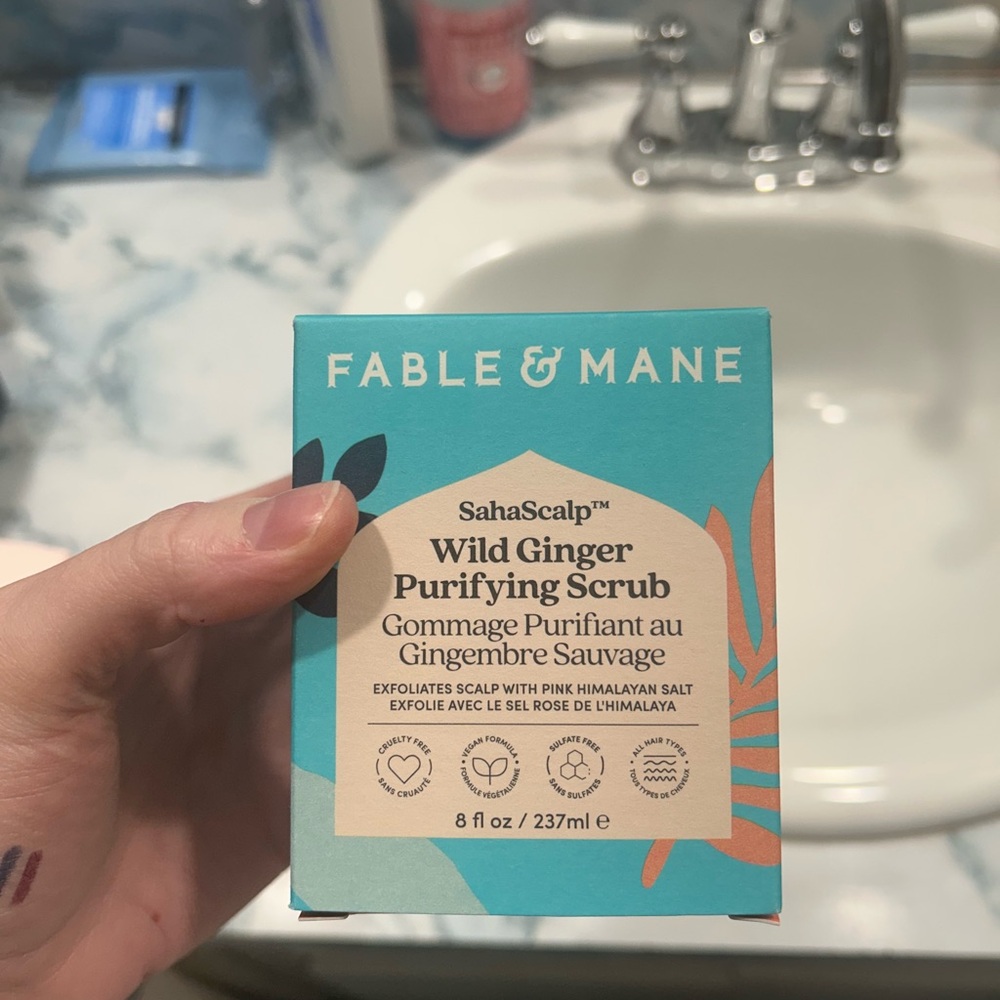 FABLE & MANE
SahaScalp™
Wild Ginger
Purifying Scrub
Gommage Purifiant au
Gingembre Sauvage
EXFOLIATES SCALP WITH PINK HIMALAYAN SALT
EXFOLIE AVEC LE SEL ROSE DE L'HIMALAYA
CRUELTY FREE
SANS CRUAUTÉ
VEGAN FORMULA
FORMULE VÉGÉTALIENNE
SULFATE FREE
SANS SULFATES
ALL HAIR TYPES
TOUS TYPES DE CHEVEUX
8 fl oz / 237ml ℮